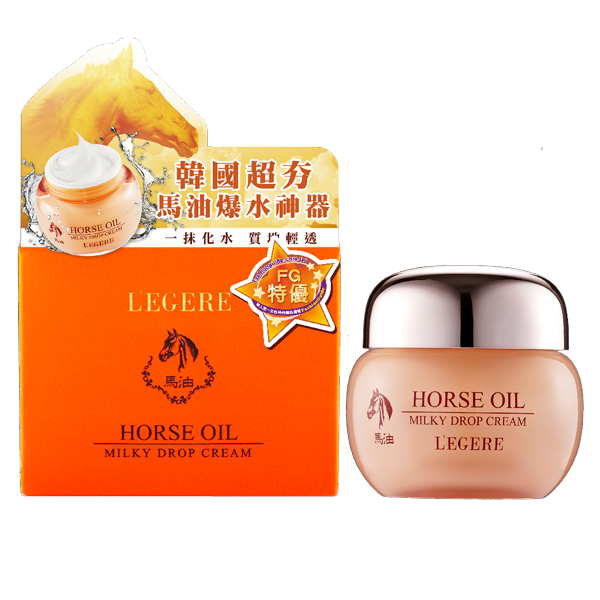 韓國超夯
馬油爆水神器
一抹化水 質地輕透
HORSE OIL
MILKY DROP CREAM
L'EGERE
FG
特優
L'EGERE
馬油
HORSE OIL
MILKY DROP CREAM
HORSE OIL
MILKY DROP CREAM
馬油
L'EGERE